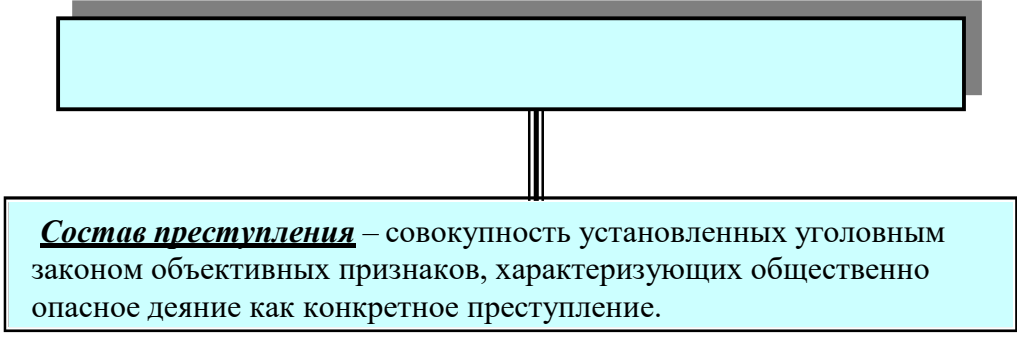 Состав преступления – совокупность установленных уголовным
законом объективных признаков, характеризующих общественно
опасное деяние как конкретное преступление.